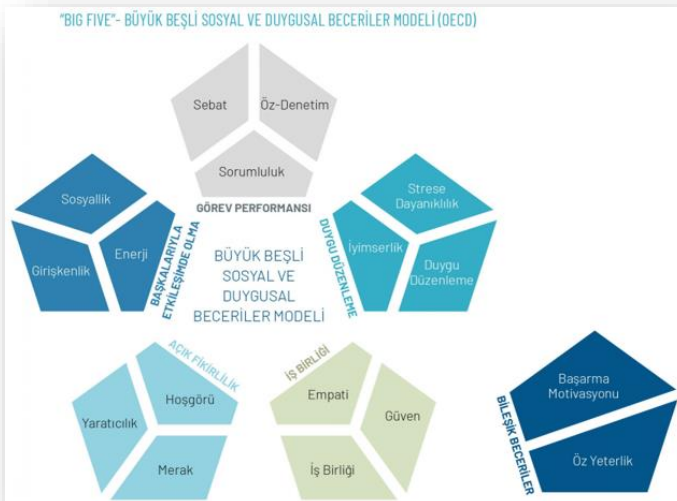 "BIG FIVE"- BÜYÜK BEŞLİ SOSYAL VE DUYGUSAL BECERİLER MODELİ (OECD)
Sebat
Öz-Denetim
Sorumluluk
GÖREV PERFORMANSI
Sosyallik
Enerji
Girişkenlik
BAŞKALARIYLA
ETKİLEŞİMDE OLMA
Strese
Dayanıklılık
İyimserlik
Duygu
Düzenleme
DUYGU DÜZENLEME
BÜYÜK BEŞLİ
SOSYAL VE
DUYGUSAL
BECERİLER MODELİ
AÇIK FİKİRLİLİK
Hoşgörü
Yaratıcılık
Merak
İŞ BİRLİĞİ
Empati
Güven
İş Birliği
Başarma
Motivasyonu
Öz Yeterlik
BİLEŞİK BECERİLER